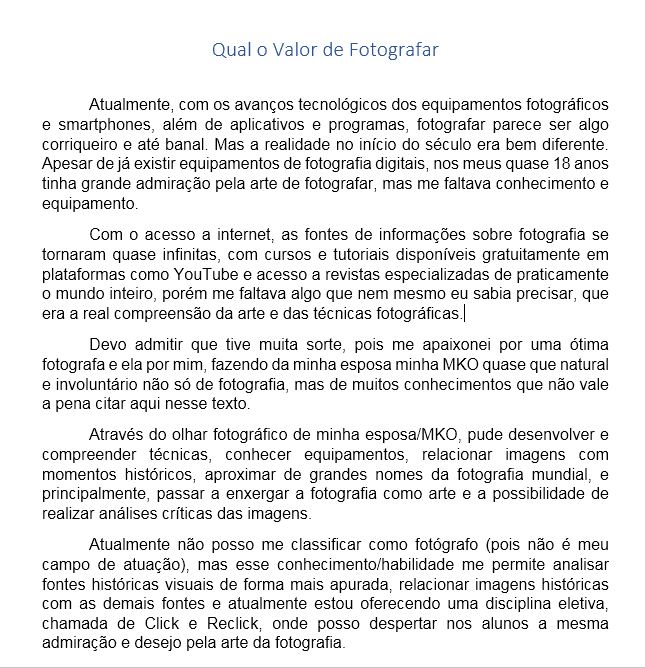 Qual o Valor de Fotografar
Atualmente, com os avanços tecnológicos dos equipamentos fotográficos
e smartphones, além de aplicativos e programas, fotografar parece ser algo
corriqueiro e até banal. Mas a realidade no início do século era bem diferente.
Apesar de já existir equipamentos de fotografia digitais, nos meus quase 18 anos
tinha grande admiração pela arte de fotografar, mas me faltava conhecimento e
equipamento.
Com o acesso a internet, as fontes de informações sobre fotografia se
tornaram quase infinitas, com cursos e tutoriais disponíveis gratuitamente em
plataformas como YouTube e acesso a revistas especializadas de praticamente
o mundo inteiro, porém me faltava algo que nem mesmo eu sabia precisar, que
era a real compreensão da arte e das técnicas fotográficas.
Devo admitir que tive muita sorte, pois me apaixonei por uma ótima
fotografa e ela por mim, fazendo da minha esposa minha MKO quase que natural
e involuntário não só de fotografia, mas de muitos conhecimentos que não vale
a pena citar aqui nesse texto.
Através do olhar fotográfico de minha esposa/MKO, pude desenvolver e
compreender técnicas, conhecer equipamentos, relacionar imagens com
momentos históricos, aproximar de grandes nomes da fotografia mundial, e
principalmente, passar a enxergar a fotografia como arte e a possibilidade de
realizar análises críticas das imagens.
Atualmente não posso me classificar como fotógrafo (pois não é meu
campo de atuação), mas esse conhecimento/habilidade me permite analisar
fontes históricas visuais de forma mais apurada, relacionar imagens históricas
com as demais fontes e atualmente estou oferecendo uma disciplina eletiva,
chamada de Click e Reclick, onde posso despertar nos alunos a mesma
admiração e desejo pela arte da fotografia.